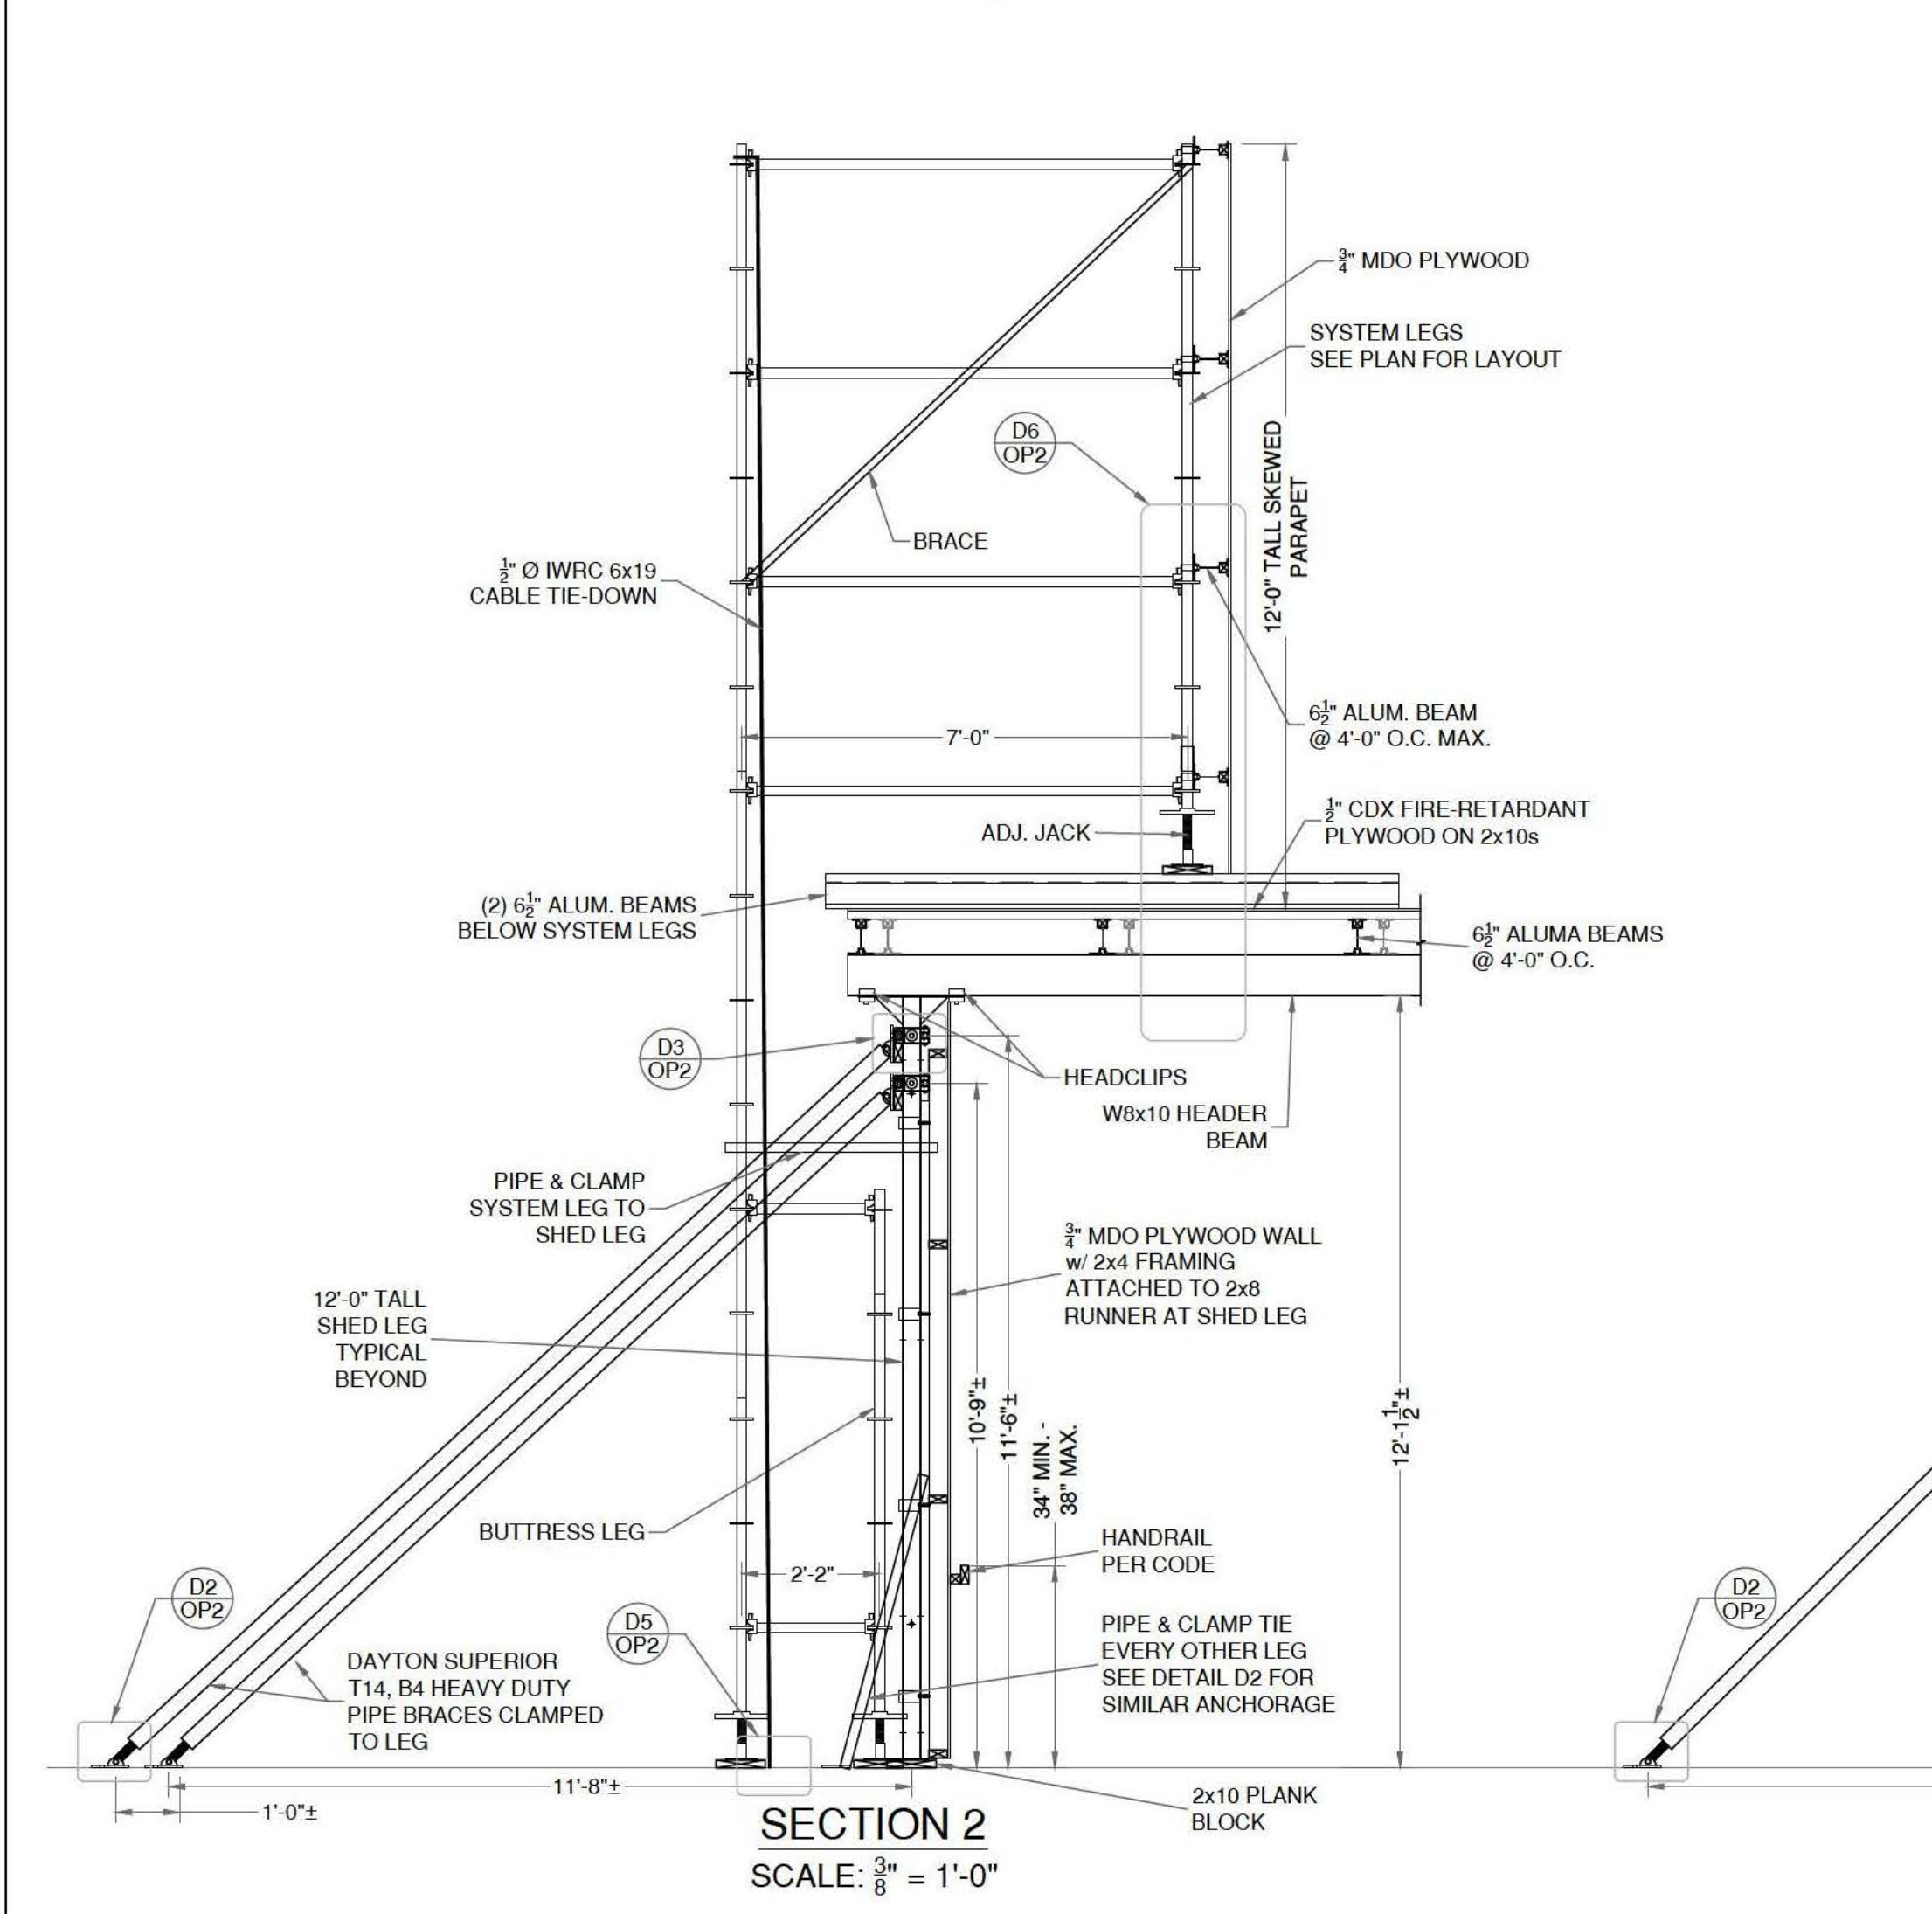 3/4" MDO PLYWOOD
SYSTEM LEGS
SEE PLAN FOR LAYOUT
D6
OP2
12'-0" TALL SKEWED
PARAPET
BRACE
1/2" Ø IWRC 6x19
CABLE TIE-DOWN
6 1/2" ALUM. BEAM
@ 4'-0" O.C. MAX.
7'-0"
ADJ. JACK
1/2" CDX FIRE-RETARDANT
PLYWOOD ON 2x10s
(2) 6 1/2" ALUM. BEAMS
BELOW SYSTEM LEGS
6 1/2" ALUMA BEAMS
@ 4'-0" O.C.
D3
OP2
HEADCLIPS
W8x10 HEADER
BEAM
PIPE & CLAMP
SYSTEM LEG TO
SHED LEG
3/4" MDO PLYWOOD WALL
w/ 2x4 FRAMING
ATTACHED TO 2x8
RUNNER AT SHED LEG
12'-0" TALL
SHED LEG
TYPICAL
BEYOND
10'-9"±
11'-6"±
34" MIN. -
38" MAX.
12'-1 1/2"±
BUTTRESS LEG
HANDRAIL
PER CODE
2'-2"
D2
OP2
D5
OP2
D2
OP2
PIPE & CLAMP TIE
EVERY OTHER LEG
SEE DETAIL D2 FOR
SIMILAR ANCHORAGE
DAYTON SUPERIOR
T14, B4 HEAVY DUTY
PIPE BRACES CLAMPED
TO LEG
11'-8"±
1'-0"±
2x10 PLANK
BLOCK
SECTION 2
SCALE: 3/8" = 1'-0"